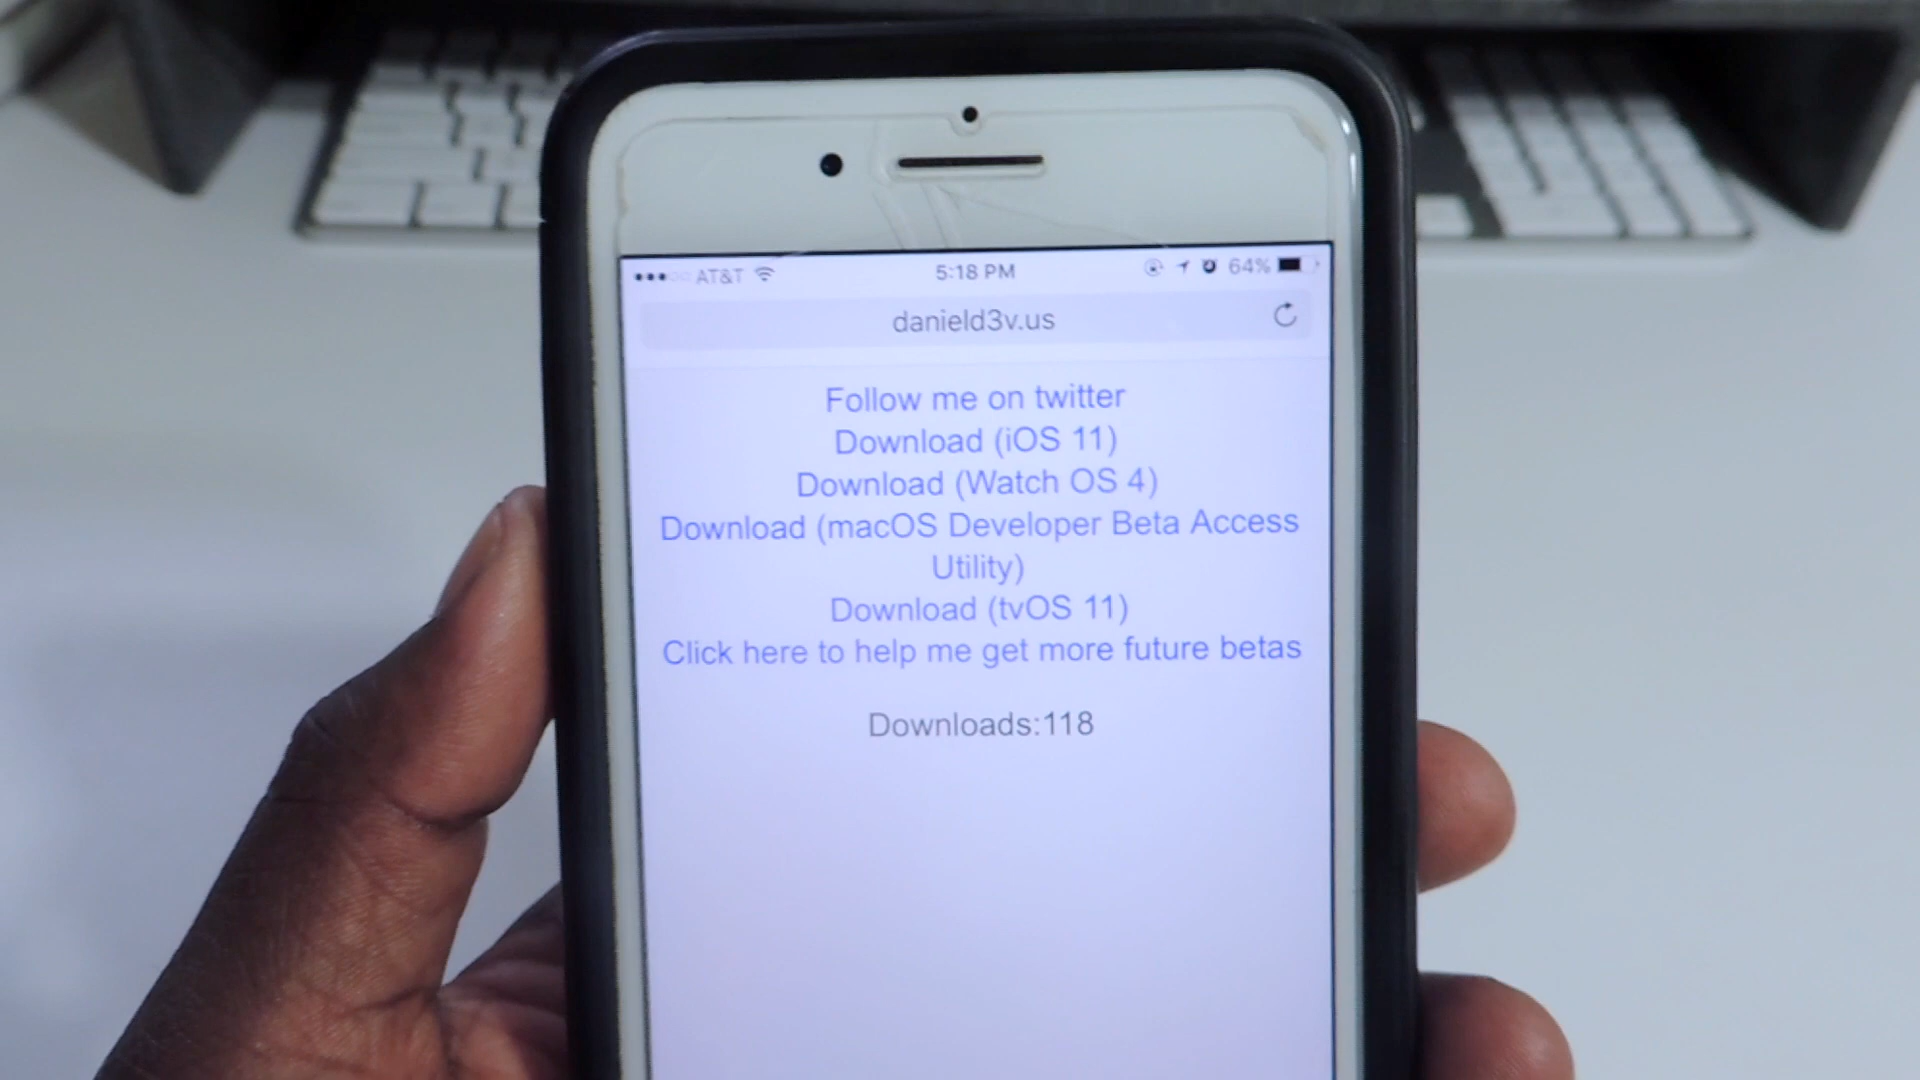 AT&T 5:18 PM 64%
danield3v.us
Follow me on twitter
Download (iOS 11)
Download (Watch OS 4)
Download (macOS Developer Beta Access
Utility)
Download (tvOS 11)
Click here to help me get more future betas
Downloads:118